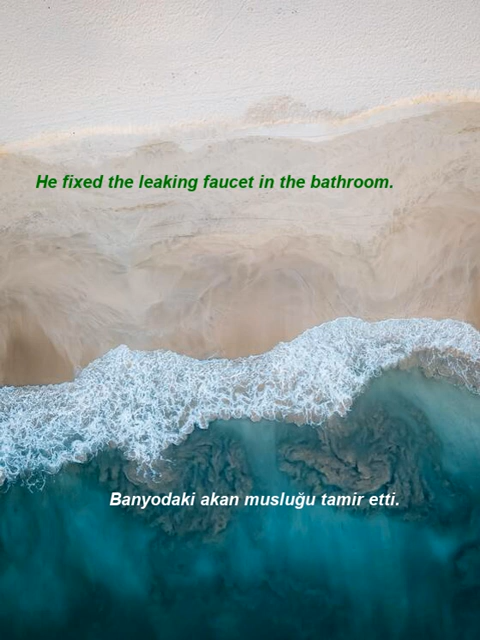 He fixed the leaking faucet in the bathroom.
Banyodaki akan musluğu tamir etti.